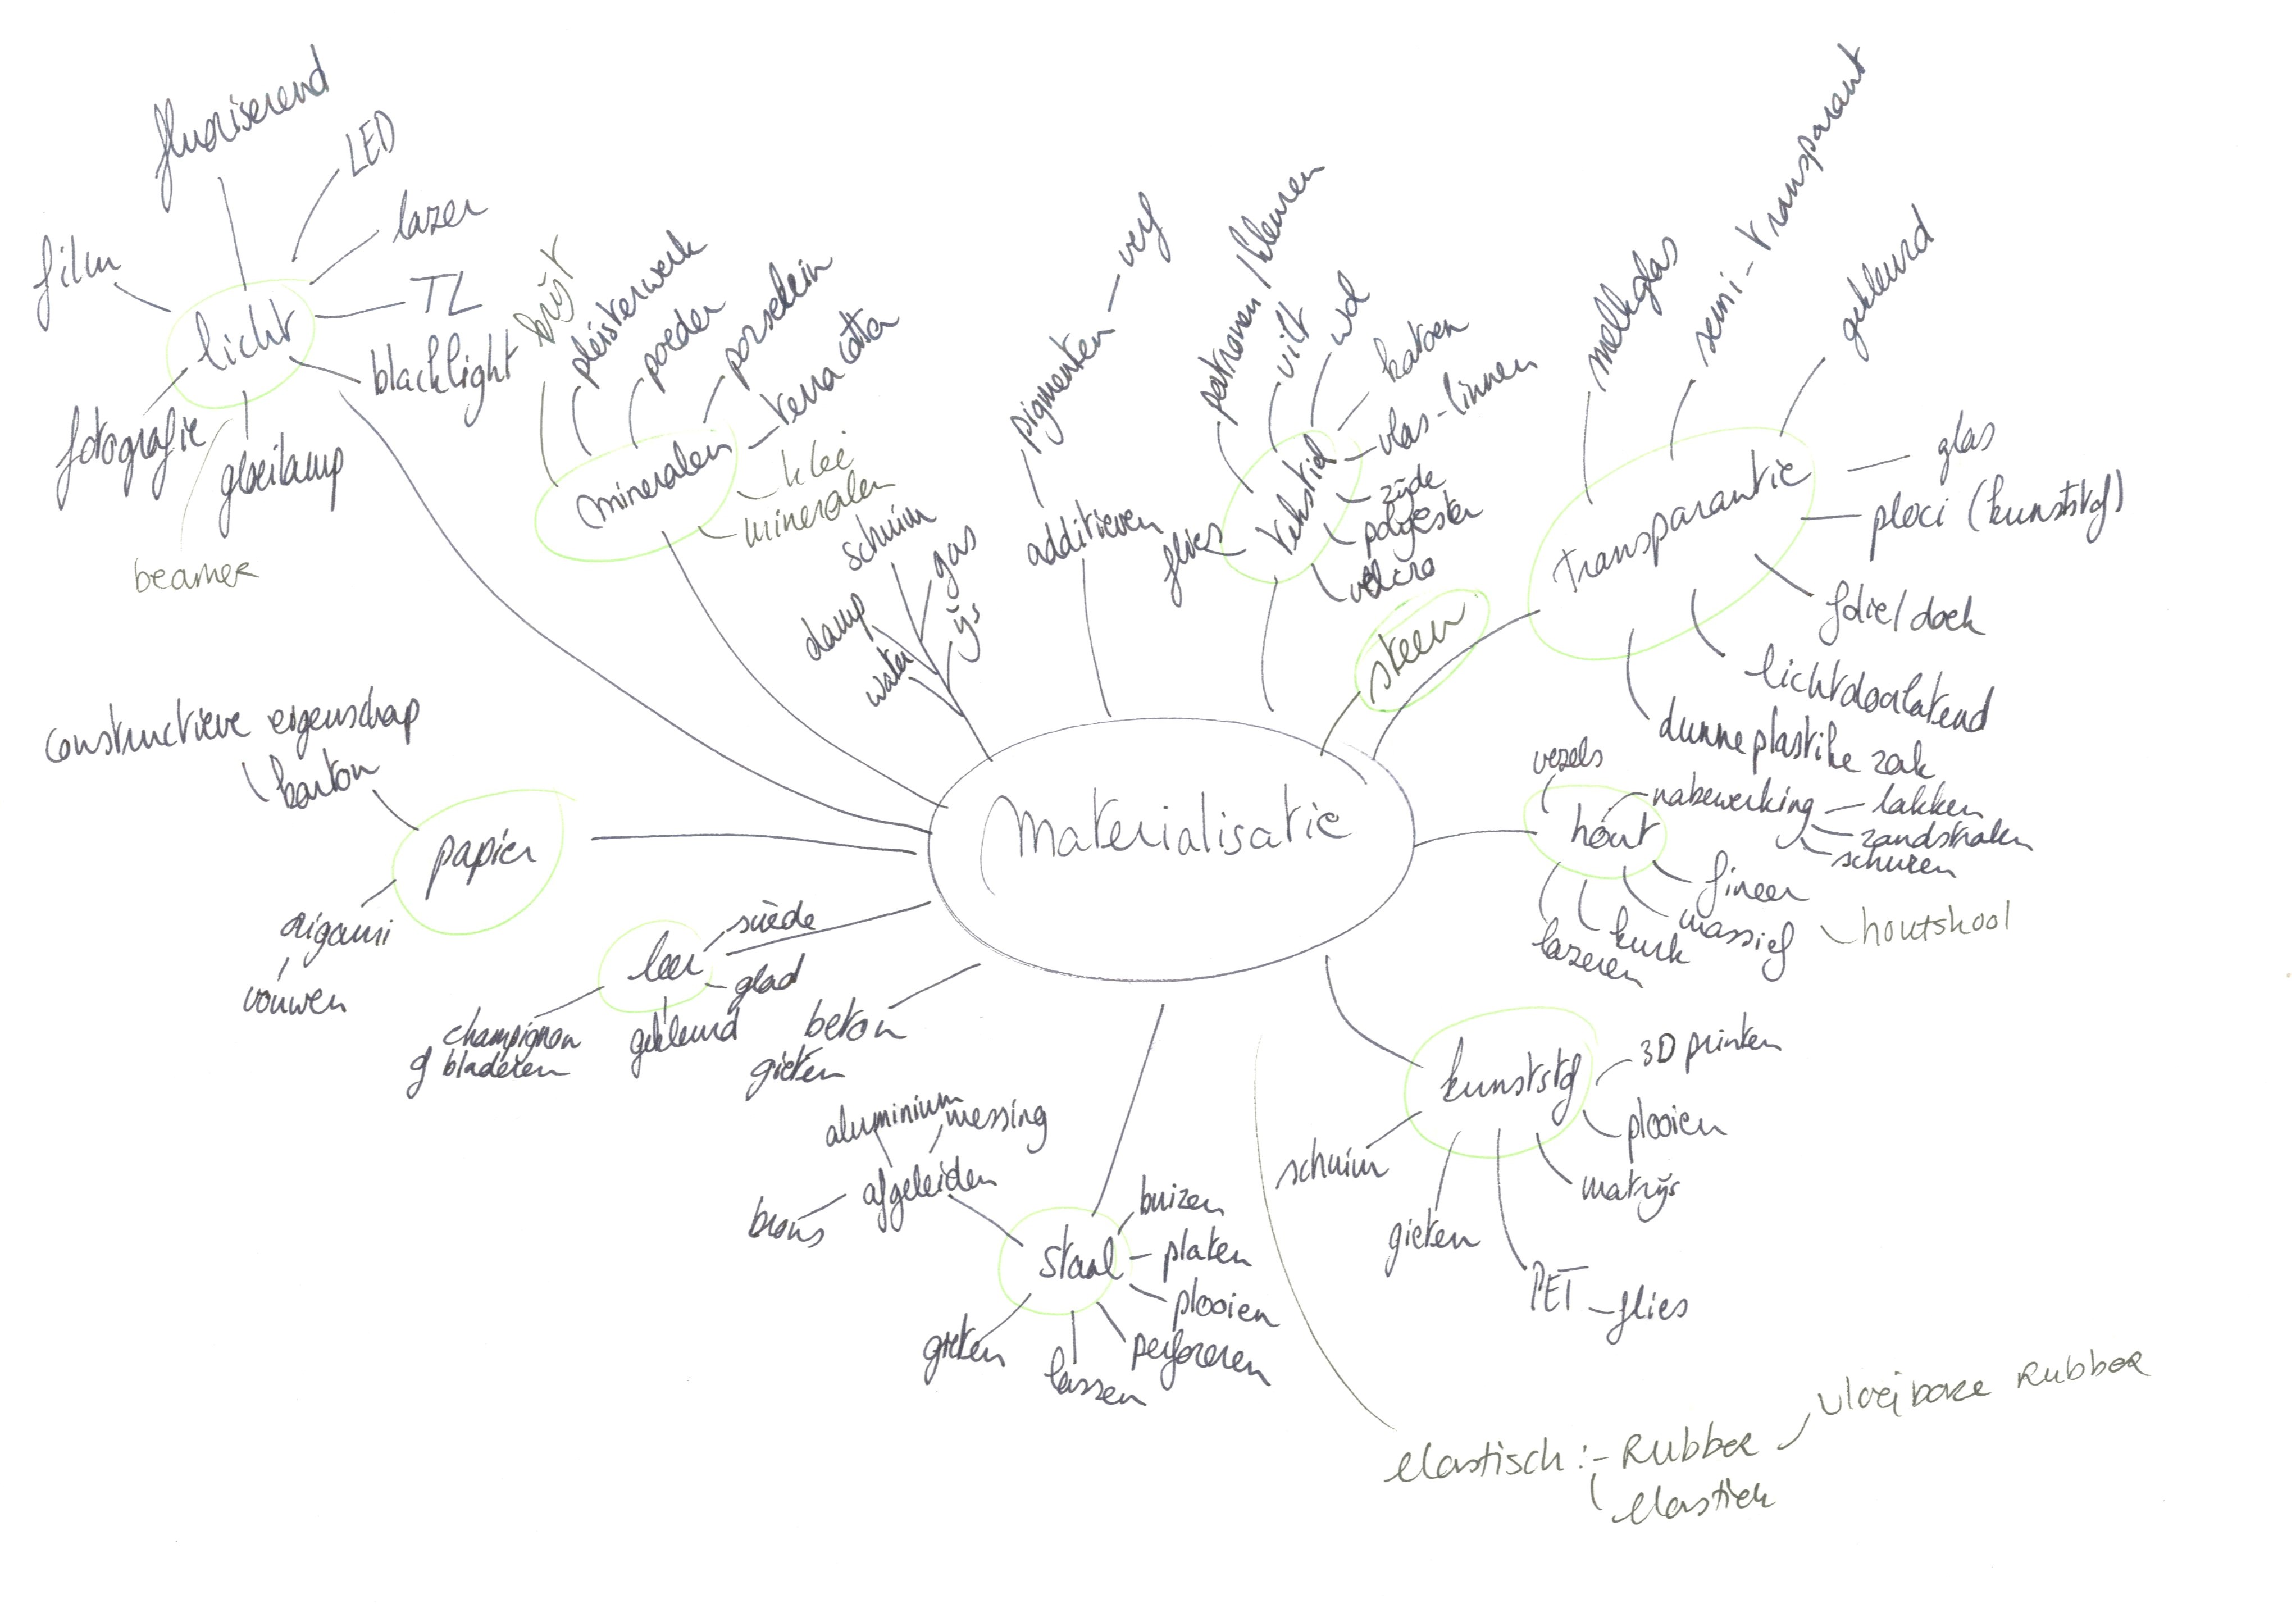 fluoriserend
LED
lazer
film
TL
licht
blacklight
fotografie
gloeilamp
beamer
krijt
pleisterwerk
poeder
porselein
terra cotta
mineralen
klei
mineralen
schuim
gas
damp
ijs
water
pigmenten - verf
additieven
patronen / kleuren
vilt
wol
katoen
vlas - linnen
tekstiel
zijde
polyester
velcro
flies
steen
melkglas
semi-transparant
gekleurd
transparantie
glas
plexi (kunststof)
folie/doek
lichtdoorlatend
dunne plastike zak
constructieve eigenschap
karton
papier
origami
vouwen
Materialisatie
vezels
hout
nabewerking - lakken
zandstralen
schuren
fineer
massief
houtskool
kurk
lazeren
suède
leer
glad
gekleurd
champignon
of bladeren
beton
gieten
aluminium
messing
afgeleiden
brons
staal
buizen
platen
plooien
perforeren
lassen
gieten
kunststof
3D printen
plooien
matrijs
schuim
gieten
PET - flies
elastisch :- Rubber
vloeibare Rubber
elastiek